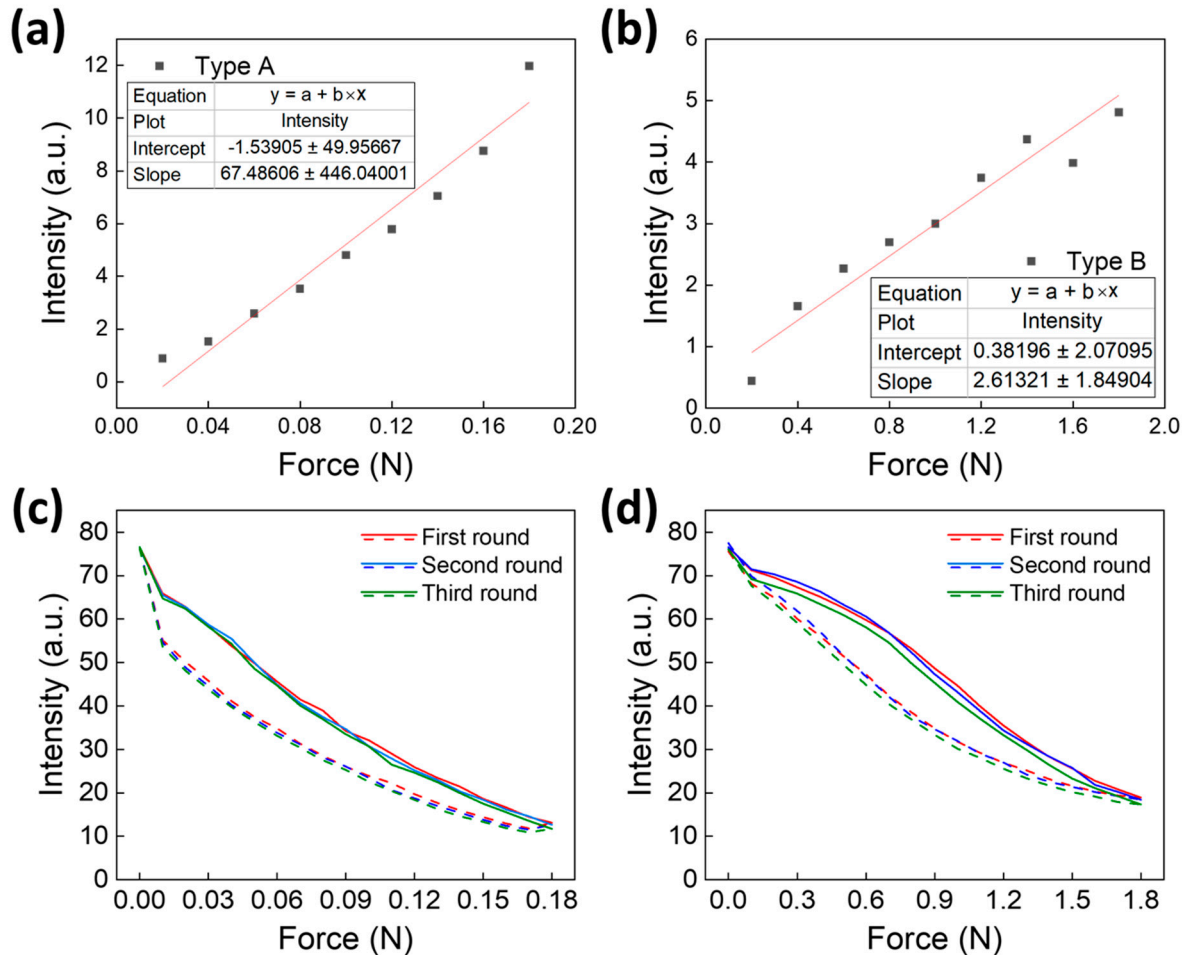 (a)
Intensity (a.u.)
12
10
8
6
4
2
0
0.00 0.04 0.08 0.12 0.16 0.20
Force (N)
Type A
Equation y = a + b×x
Plot Intensity
Intercept -1.53905 ± 49.95667
Slope 67.48606 ± 446.04001
(b)
Intensity (a.u.)
6
5
4
3
2
1
0
0.0 0.4 0.8 1.2 1.6 2.0
Force (N)
Type B
Equation y = a + b×x
Plot Intensity
Intercept 0.38196 ± 2.07095
Slope 2.61321 ± 1.84904
(c)
Intensity (a.u.)
80
70
60
50
40
30
20
10
0
0.00 0.03 0.06 0.09 0.12 0.15 0.18
Force (N)
First round
Second round
Third round
(d)
Intensity (a.u.)
80
70
60
50
40
30
20
10
0
0.0 0.3 0.6 0.9 1.2 1.5 1.8
Force (N)
First round
Second round
Third round